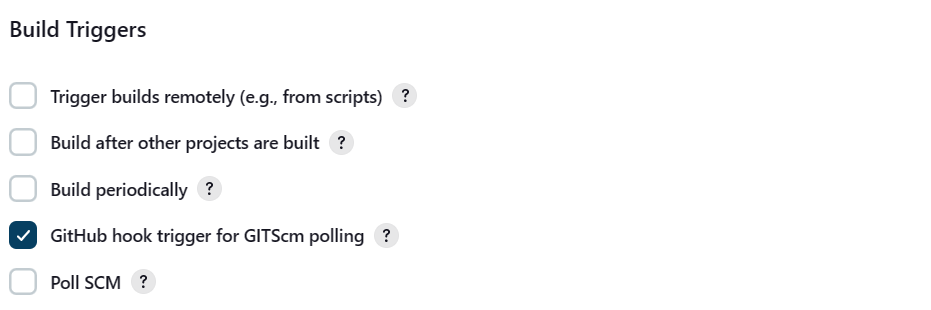 Build Triggers
Trigger builds remotely (e.g., from scripts) ?
Build after other projects are built ?
Build periodically ?
GitHub hook trigger for GITScm polling ?
Poll SCM ?